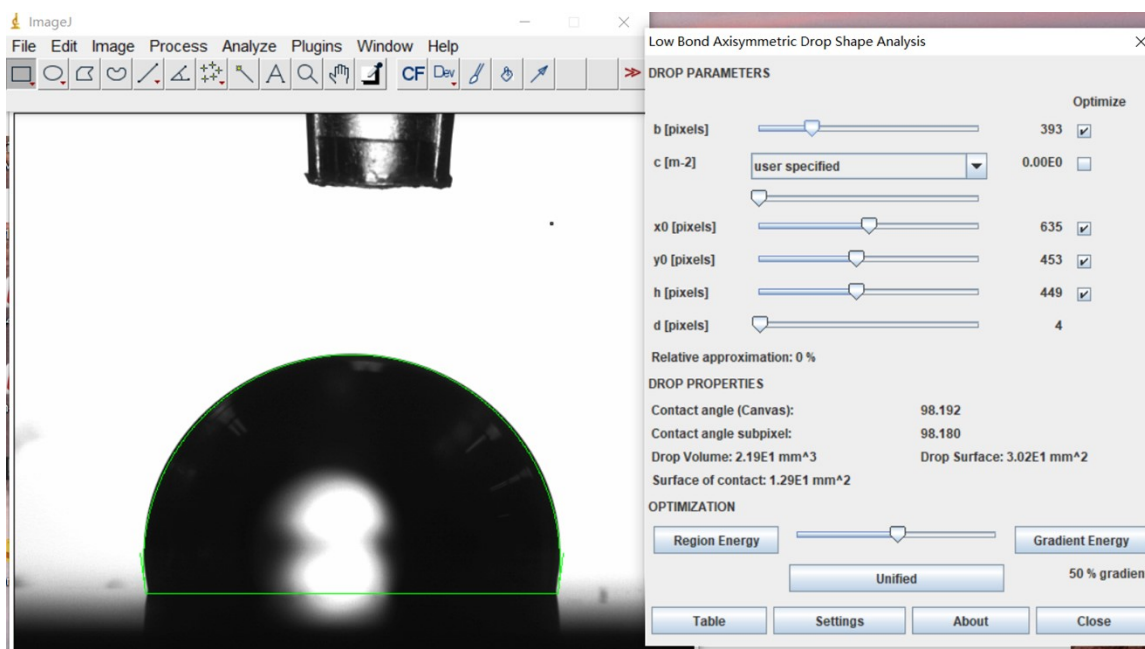 ImageJ
File Edit Image Process Analyze Plugins Window Help
CF Dev
Low Bond Axisymmetric Drop Shape Analysis
DROP PARAMETERS
Optimize
b [pixels] 393
c [m-2] user specified 0.00E0
x0 [pixels] 635
y0 [pixels] 453
h [pixels] 449
d [pixels] 4
Relative approximation: 0 %
DROP PROPERTIES
Contact angle (Canvas): 98.192
Contact angle subpixel: 98.180
Drop Volume: 2.19E1 mm^3 Drop Surface: 3.02E1 mm^2
Surface of contact: 1.29E1 mm^2
OPTIMIZATION
Region Energy Gradient Energy
Unified 50 % gradien
Table Settings About Close